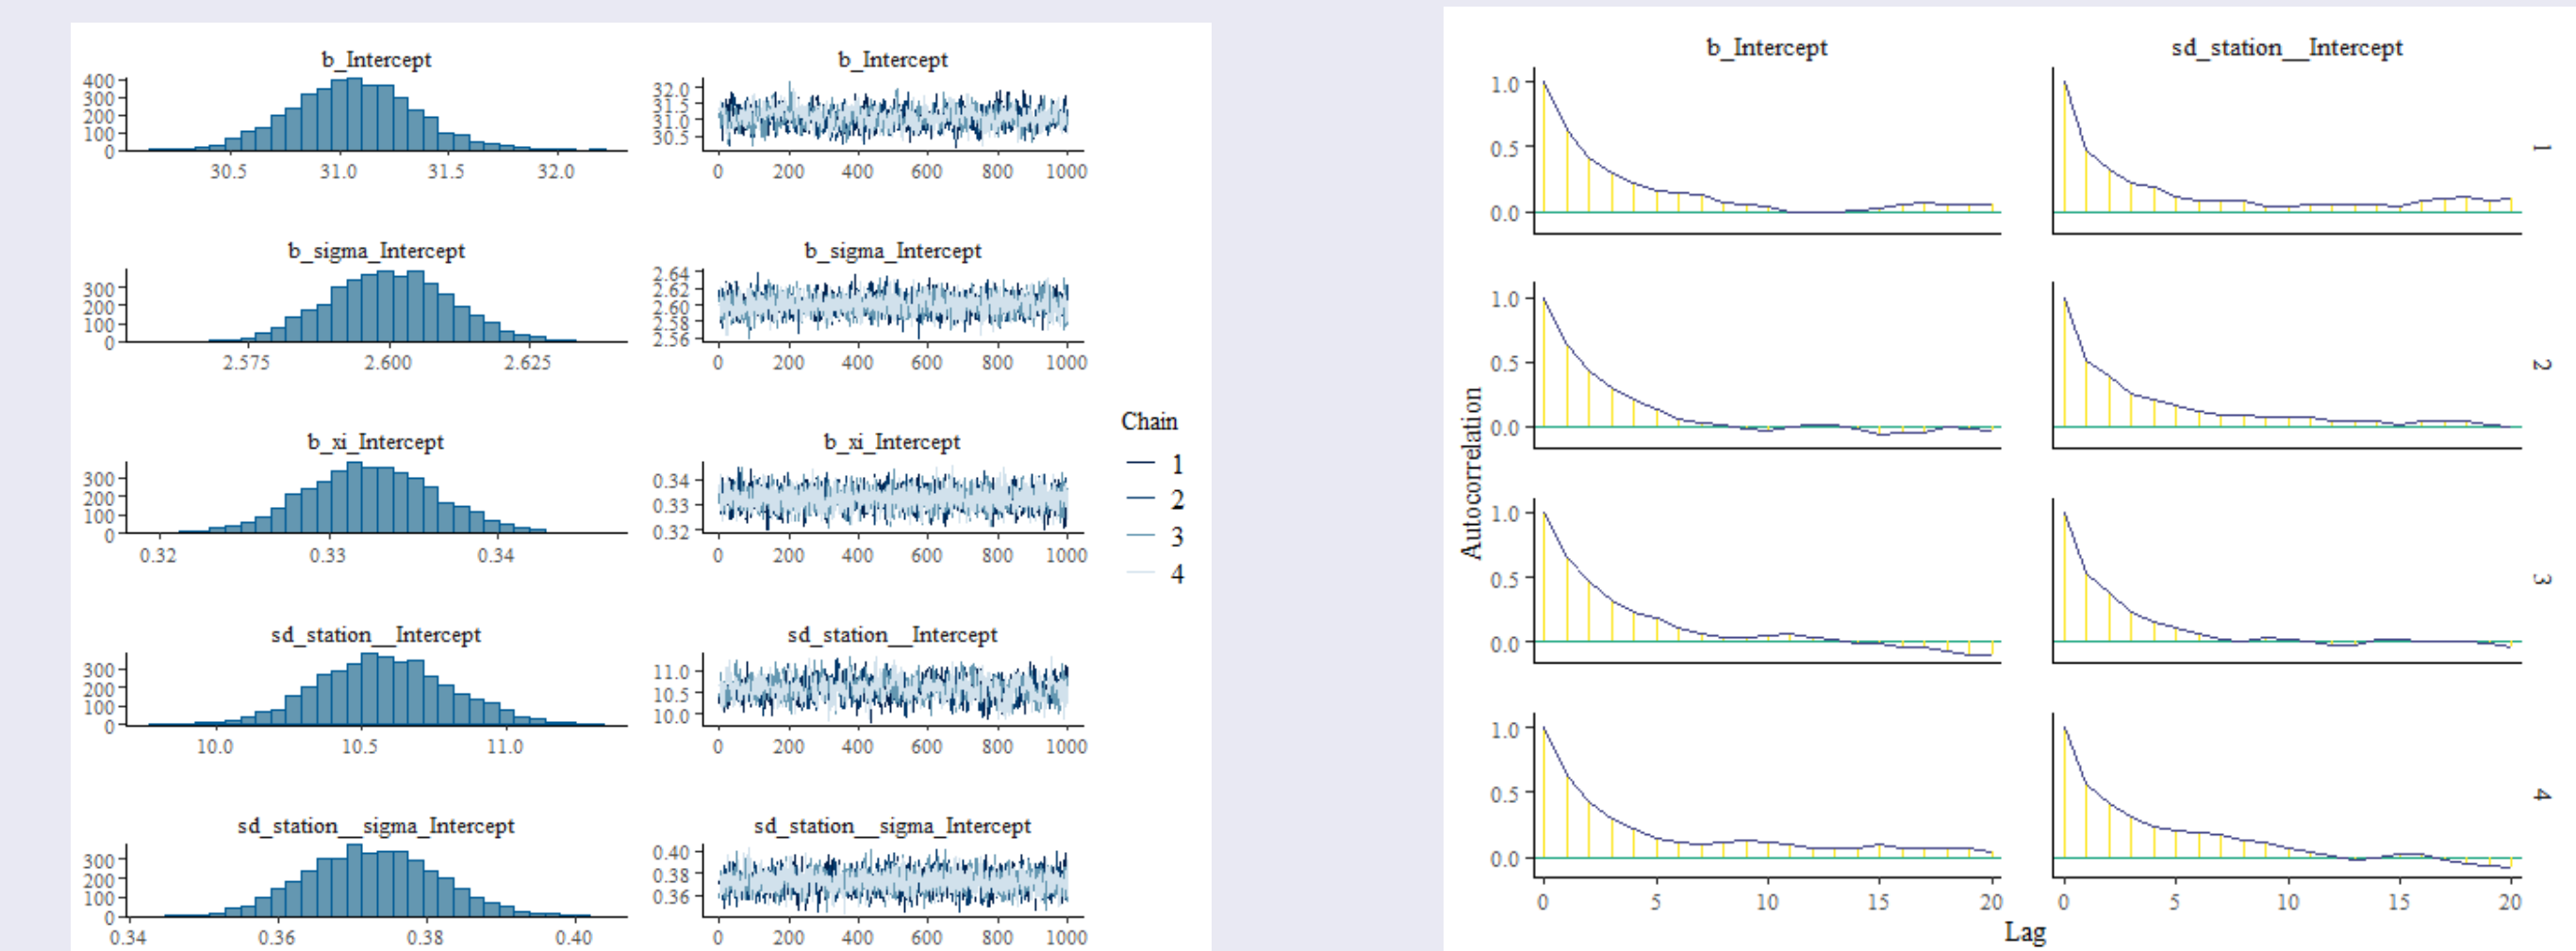 b_Intercept
400
300
200
100
0
30.5 31.0 31.5 32.0
b_Intercept
32.0
31.5
31.0
30.5
0 200 400 600 800 1000
b_sigma_Intercept
300
200
100
0
2.575 2.600 2.625
b_sigma_Intercept
2.64
2.62
2.60
2.58
2.56
0 200 400 600 800 1000
b_xi_Intercept
300
200
100
0
0.32 0.33 0.34
b_xi_Intercept
0.34
0.33
0.32
0 200 400 600 800 1000
sd_station__Intercept
300
200
100
0
10.0 10.5 11.0
sd_station__Intercept
11.0
10.5
10.0
0 200 400 600 800 1000
sd_station__sigma_Intercept
300
200
100
0
0.34 0.36 0.38 0.40
sd_station__sigma_Intercept
0.40
0.38
0.36
0 200 400 600 800 1000
Chain
1
2
3
4
b_Intercept
sd_station__Intercept
Autocorrelation
1.0
0.5
0.0
1
1.0
0.5
0.0
2
1.0
0.5
0.0
3
1.0
0.5
0.0
4
0 5 10 15 20
0 5 10 15 20
Lag